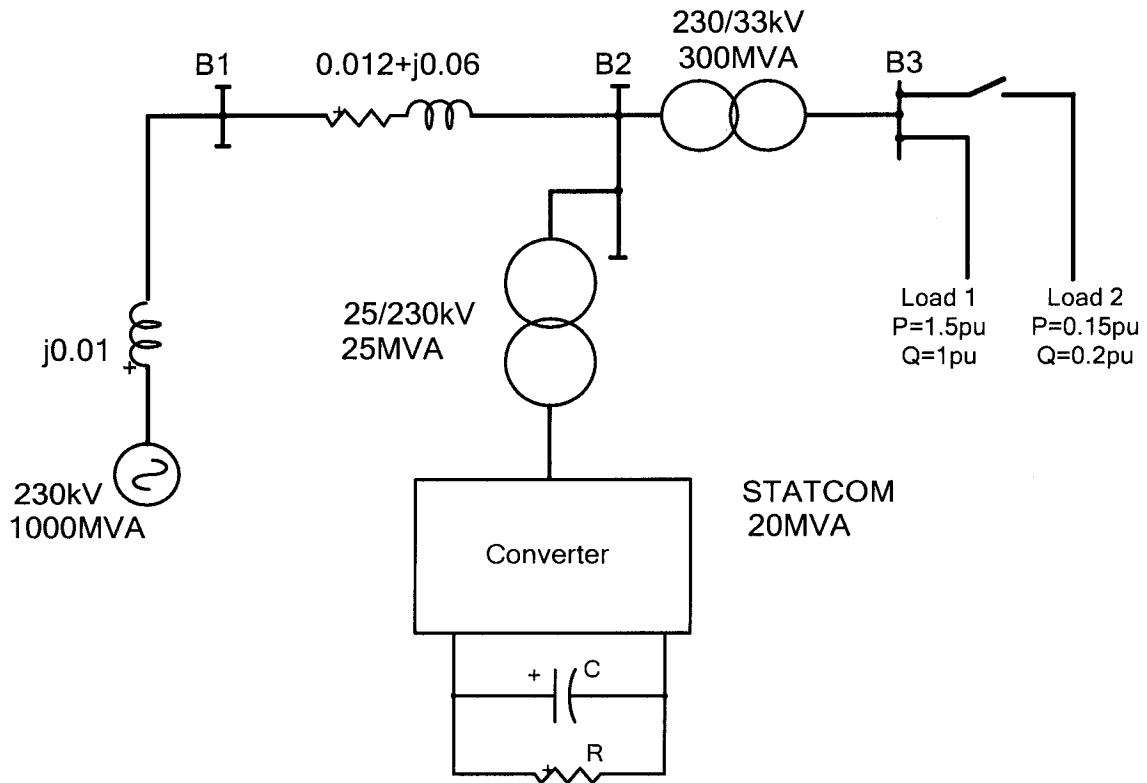 230/33kV
300MVA
B1
0.012+j0.06
B2
B3
+
25/230kV
25MVA
j0.01
+
Load 1
P=1.5pu
Q=1pu
Load 2
P=0.15pu
Q=0.2pu
230kV
1000MVA
STATCOM
20MVA
Converter
+
C
R
+